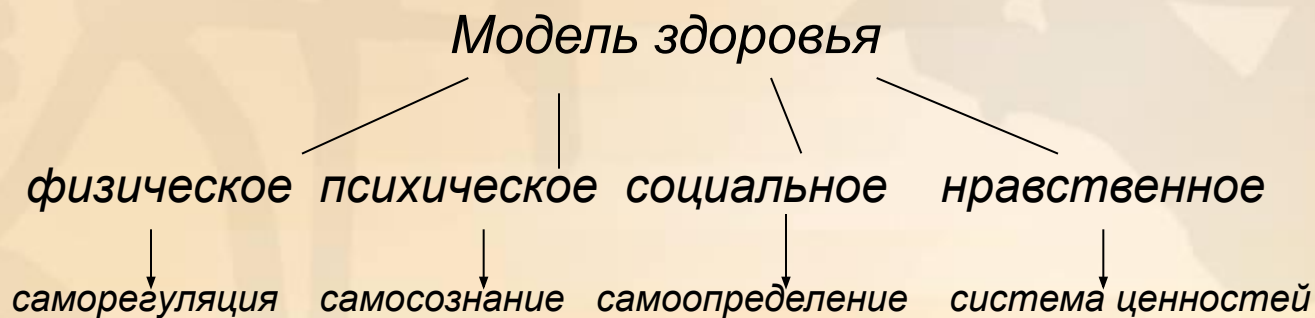 Модель здоровья
физическое психическое социальное нравственное
саморегуляция самосознание самоопределение система ценностей